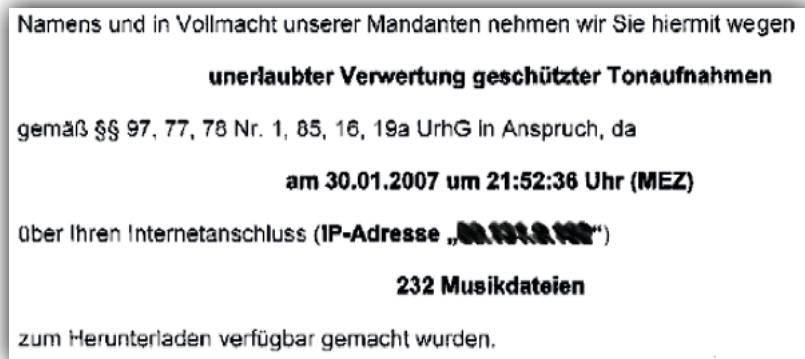 Namens und in Vollmacht unserer Mandanten nehmen wir Sie hiermit wegen
unerlaubter Verwertung geschützter Tonaufnahmen
gemäß §§ 97, 77, 78 Nr. 1, 85, 16, 19a UrhG in Anspruch, da
am 30.01.2007 um 21:52:36 Uhr (MEZ)
über Ihren Internetanschluss (IP-Adresse „“)
232 Musikdateien
zum Herunterladen verfügbar gemacht wurden.